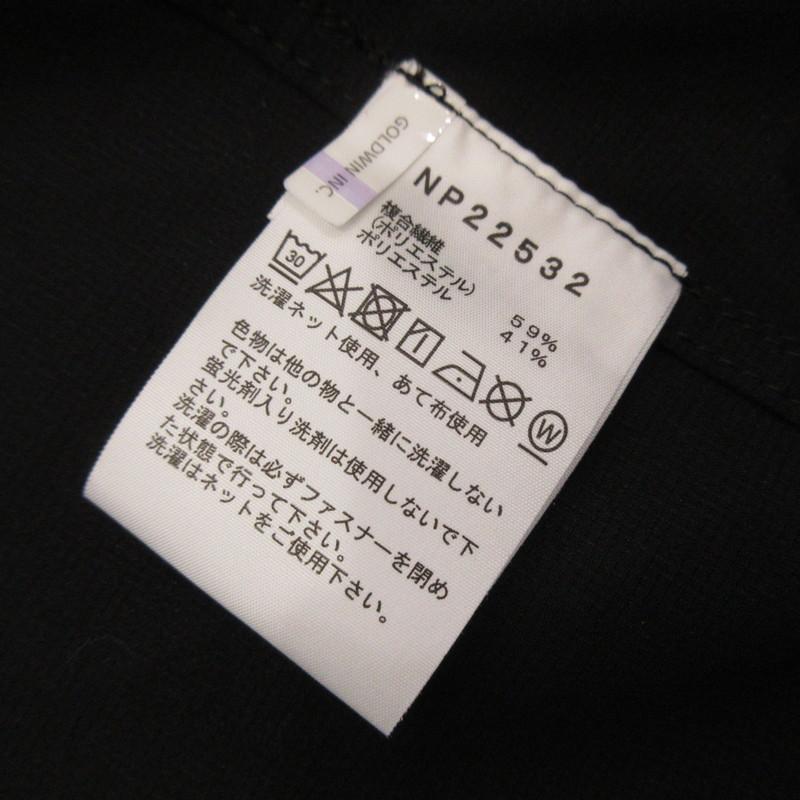 GOLDWIN INC.
NP22532
複合繊維
(ポリエステル) 59%
ポリエステル 41%
30
W
洗濯ネット使用、あて布使用
色物は他の物と一緒に洗濯しない
で下さい。
蛍光剤入り洗剤は使用しないで下
さい。
洗濯の際は必ずファスナーを閉め
た状態で行って下さい。
洗濯はネットをご使用下さい。